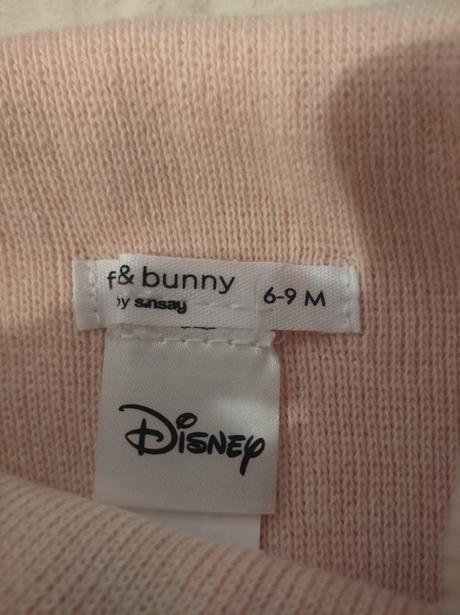 f& bunny
by sinsay
6-9 M
Disney